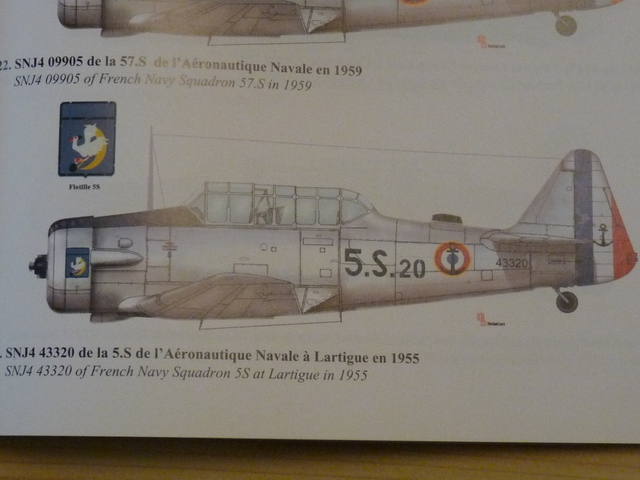 22. SNJ4 09905 de la 57.S de l'Aéronautique Navale en 1959
SNJ4 09905 of French Navy Squadron 57.S in 1959
Flotille 5S
5.S.20
43320
. SNJ4 43320 de la 5.S de l'Aéronautique Navale à Lartigue en 1955
SNJ4 43320 of French Navy Squadron 5S at Lartigue in 1955